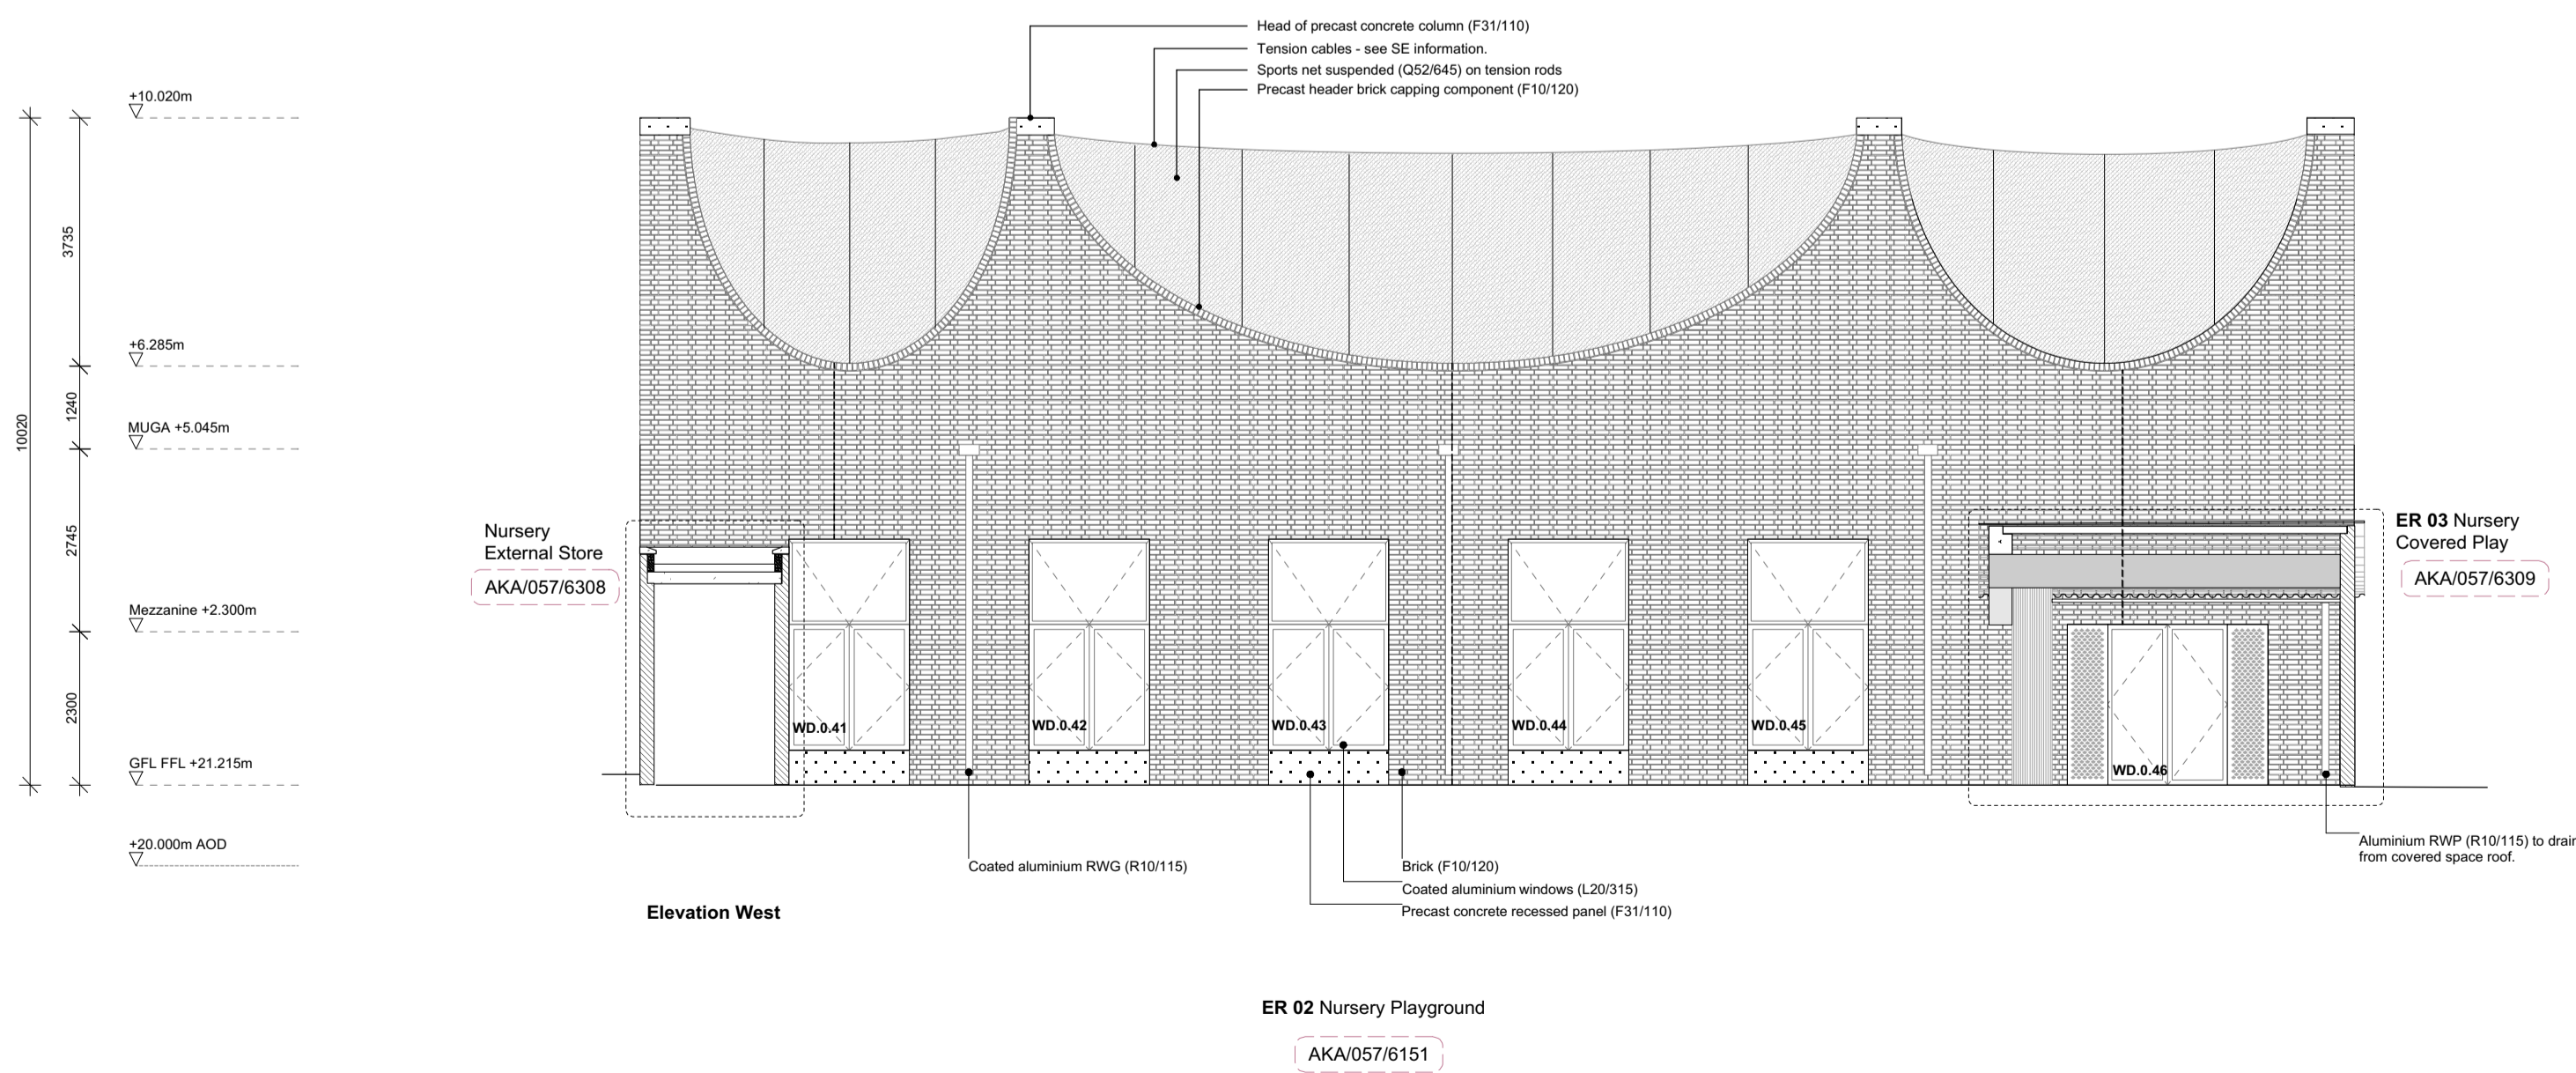 Head of precast concrete column (F31/110)
Tension cables - see SE information.
Sports net suspended (Q52/645) on tension rods
Precast header brick capping component (F10/120)
+10.020m
3735
+6.285m
1240
10020
MUGA +5.045m
2745
Mezzanine +2.300m
2300
GFL FFL +21.215m
+20.000m AOD
Nursery
External Store
AKA/057/6308
ER 03 Nursery
Covered Play
AKA/057/6309
WD.0.41
WD.0.42
WD.0.43
WD.0.44
WD.0.45
WD.0.46
Aluminium RWP (R10/115) to drain
from covered space roof.
Coated aluminium RWG (R10/115)
Brick (F10/120)
Coated aluminium windows (L20/315)
Precast concrete recessed panel (F31/110)
Elevation West
ER 02 Nursery Playground
AKA/057/6151